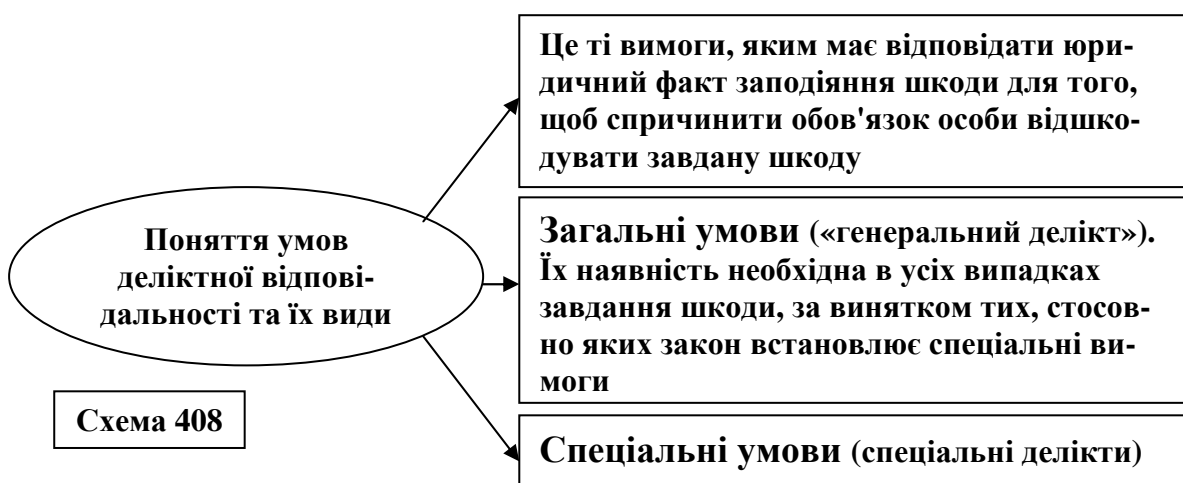 Це ті вимоги, яким має відповідати юри-
дичний факт заподіяння шкоди для того,
щоб спричинити обов'язок особи відшко-
дувати завдану шкоду
Поняття умов
деліктної відпові-
дальності та їх види
Загальні умови («генеральний делікт»).
Їх наявність необхідна в усіх випадках
завдання шкоди, за винятком тих, стосов-
но яких закон встановлює спеціальні ви-
моги
Схема 408
Спеціальні умови (спеціальні делікти)